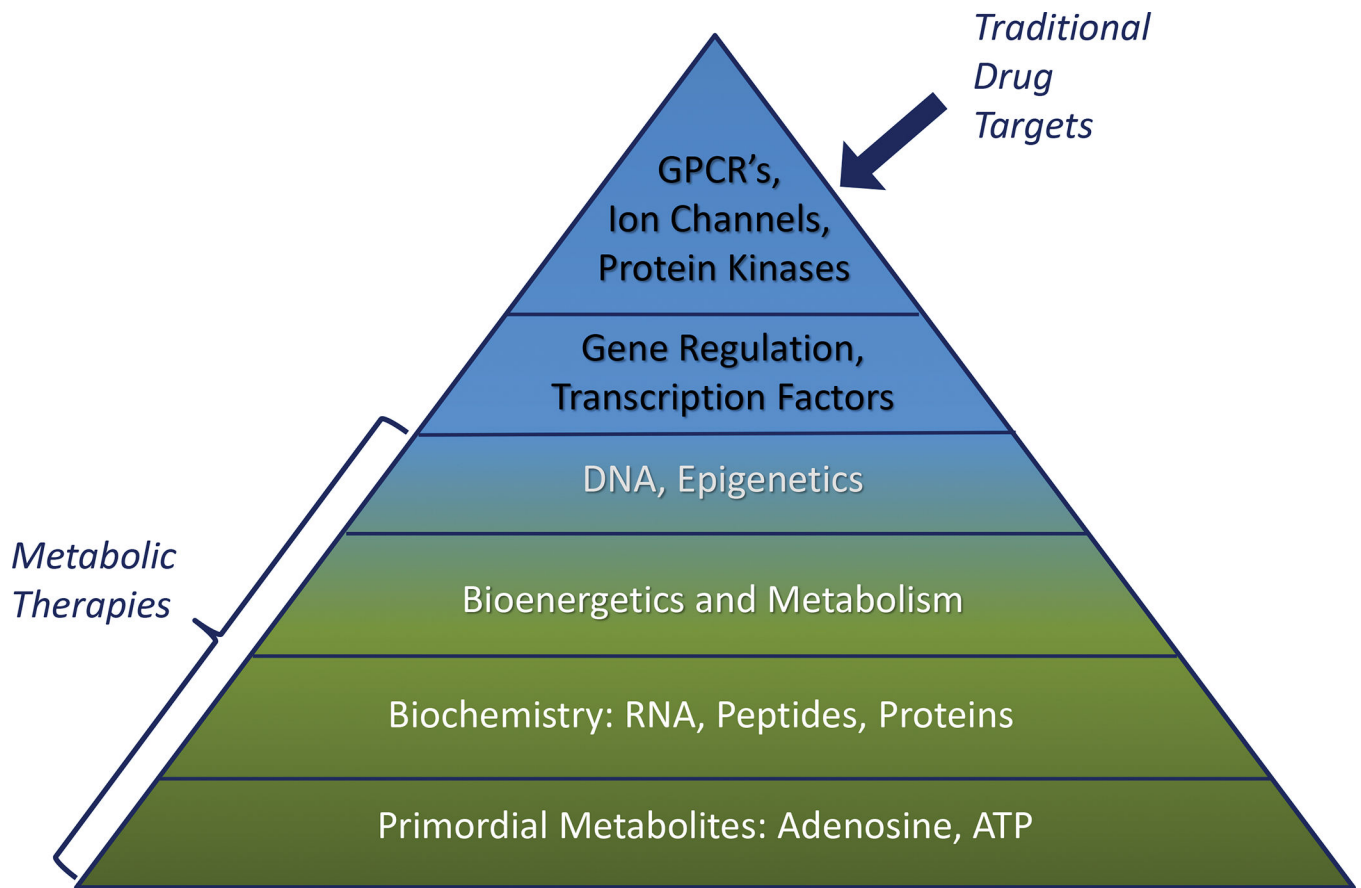 Traditional
Drug
Targets
GPCR’s,
Ion Channels,
Protein Kinases
Gene Regulation,
Transcription Factors
DNA, Epigenetics
Metabolic
Therapies
Bioenergetics and Metabolism
Biochemistry: RNA, Peptides, Proteins
Primordial Metabolites: Adenosine, ATP